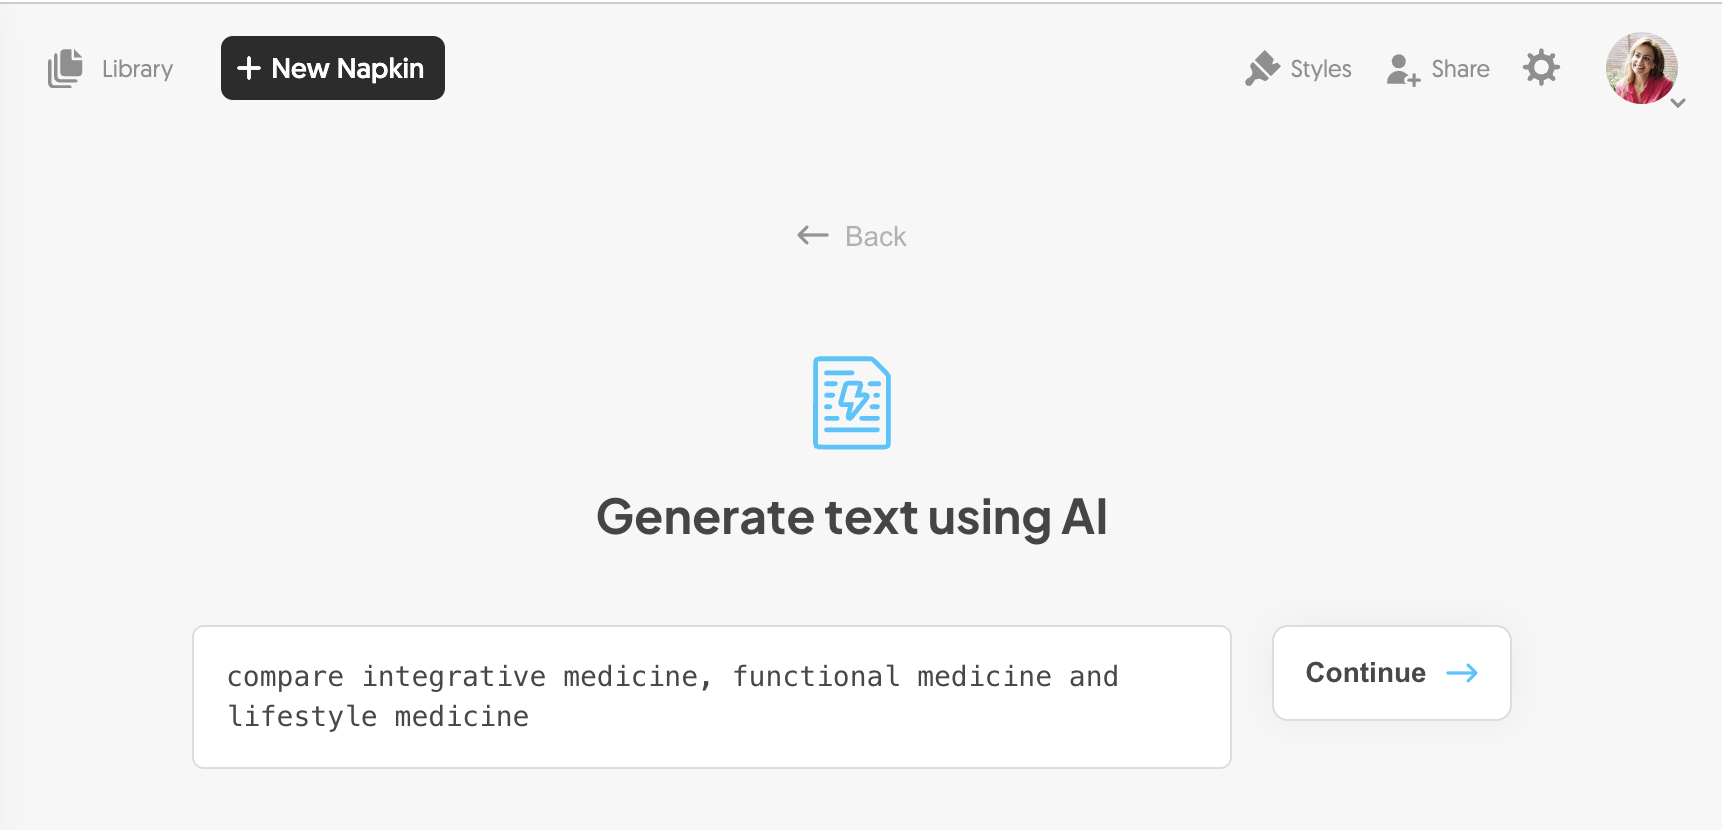 Library
+ New Napkin
Styles
Share
← Back
Generate text using AI
compare integrative medicine, functional medicine and
lifestyle medicine
Continue →